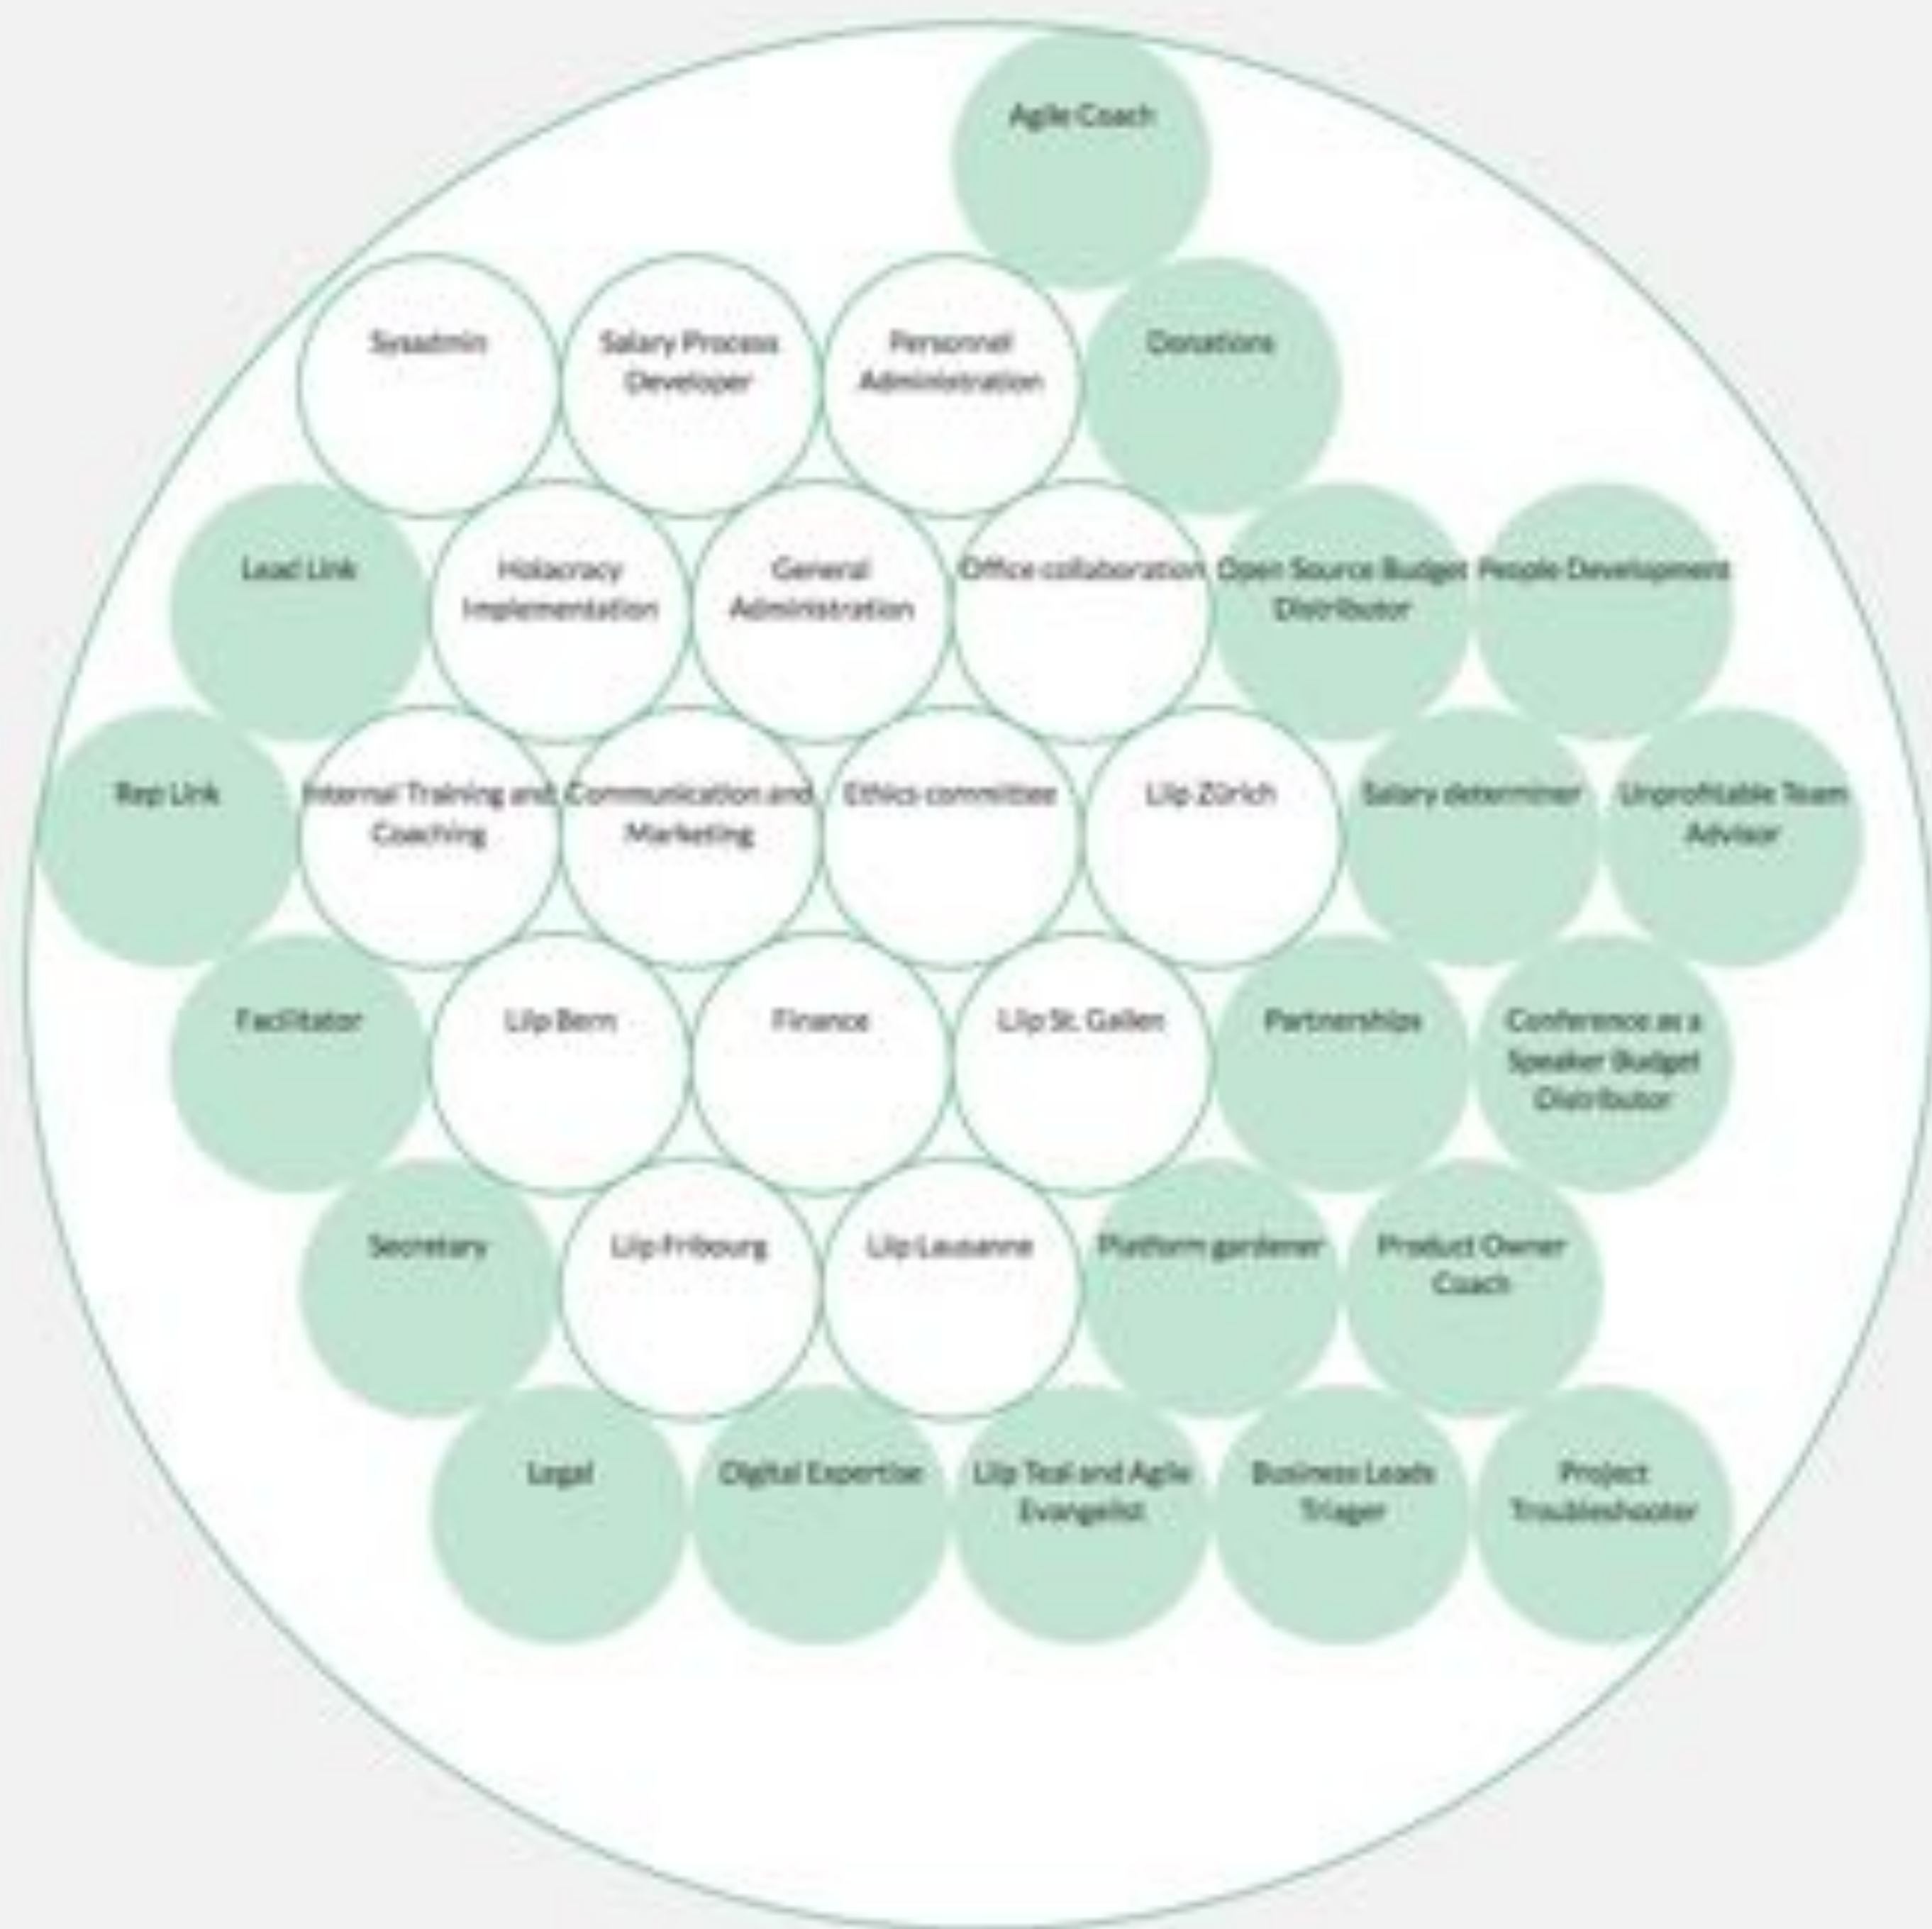 Agile Coach
Sysadmin
Salary Process
Developer
Personnel
Administration
Donations
Lead Link
Holacracy
Implementation
General
Administration
Office collaboration
Open Source Budget
Distributor
People Development
Rep Link
Internal Training and
Coaching
Communication and
Marketing
Ethics committee
Liip Zürich
Salary determiner
Unprofitable Team
Advisor
Facilitator
Liip Bern
Finance
Liip St. Gallen
Partnerships
Conference as a
Speaker Budget
Distributor
Secretary
Liip Fribourg
Liip Lausanne
Platform gardener
Product Owner
Coach
Legal
Digital Expertise
Liip Teal and Agile
Evangelist
Business Leads
Triager
Project
Troubleshooter